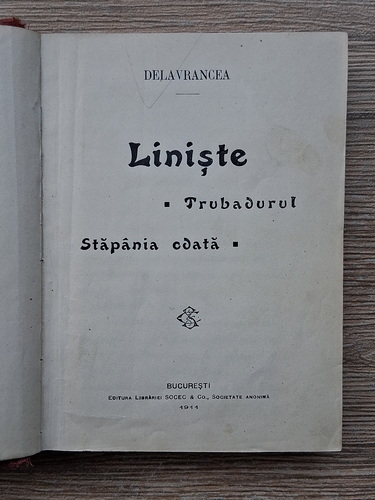 DELAVRANCEA
Liniște
▪ Trubadurul
Stăpânia odată ▪
BUCUREȘTI
EDITURA LIBRĂRIEI SOCEC & Co., SOCIETATE ANONIMĂ
1911